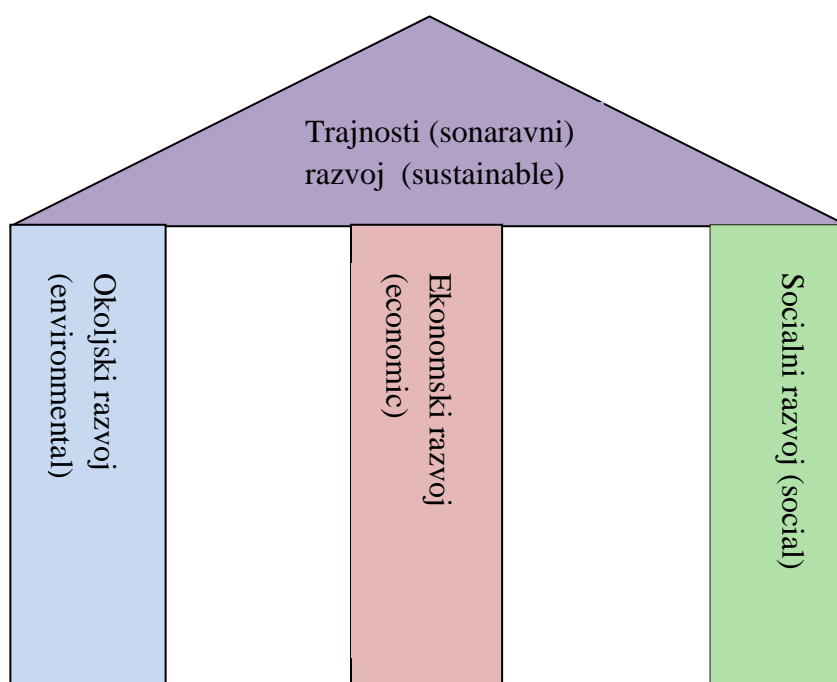 Trajnosti (sonaravni)
razvoj (sustainable)
Okoljski razvoj
(environmental)
Ekonomski razvoj
(economic)
Socialni razvoj (social)